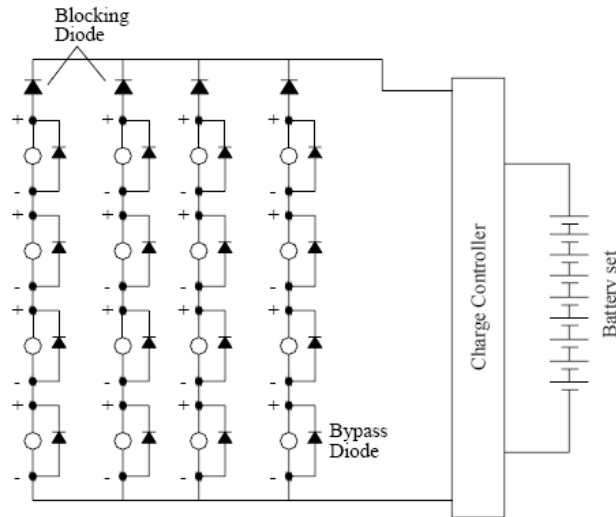 Blocking
Diode
+ + + +
- - - -
+ + + +
- - - -
+ + + +
- - - -
+ + + +
- - - -
Bypass
Diode
Charge Controller
Battery set